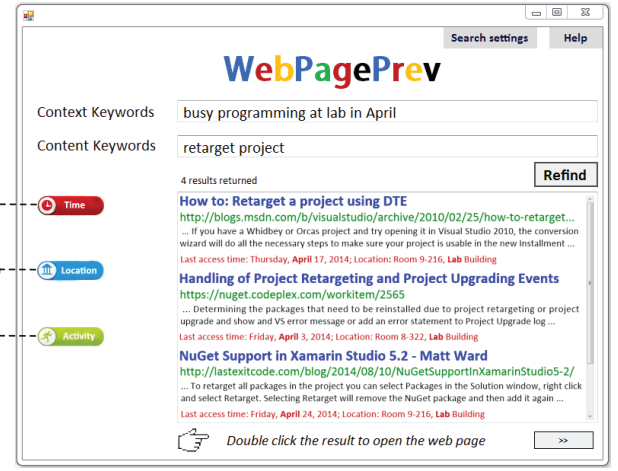 Search settings Help
WebPagePrev
Context Keywords busy programming at lab in April
Content Keywords retarget project
4 results returned Refind
Time
Location
Activity
How to: Retarget a project using DTE
http://blogs.msdn.com/b/visualstudio/archive/2010/02/25/how-to-retarget...
... If you have a Whidbey or Orcas project and try opening it in Visual Studio 2010, the conversion
wizard will do all the necessary steps to make sure your project is usable in the new Installment ...
Last access time: Thursday, April 17, 2014; Location: Room 9-216, Lab Building
Handling of Project Retargeting and Project Upgrading Events
https://nuget.codeplex.com/workitem/2565
... Determining the packages that need to be reinstalled due to project retargeting or project
upgrade and show and VS error message or add an error statement to Project Upgrade log ...
Last access time: Friday, April 3, 2014; Location: Room 8-322, Lab Building
NuGet Support in Xamarin Studio 5.2 - Matt Ward
http://lastexitcode.com/blog/2014/08/10/NuGetSupportInXamarinStudio5-2/
... To retarget all packages in the project you can select Packages in the Solution window, right click
and select Retarget. Selecting Retarget will remove the NuGet package and then add it again ...
Last access time: Friday, April 24, 2014; Location: Room 9-216, Lab Building
Double click the result to open the web page >>